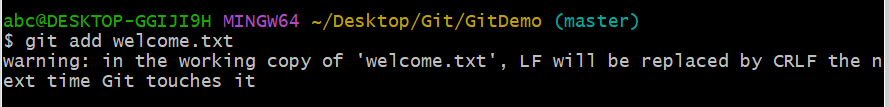 abc@DESKTOP-GGIJI9H MINGW64 ~/Desktop/Git/GitDemo (master)
$ git add welcome.txt
warning: in the working copy of 'welcome.txt', LF will be replaced by CRLF the n
ext time Git touches it